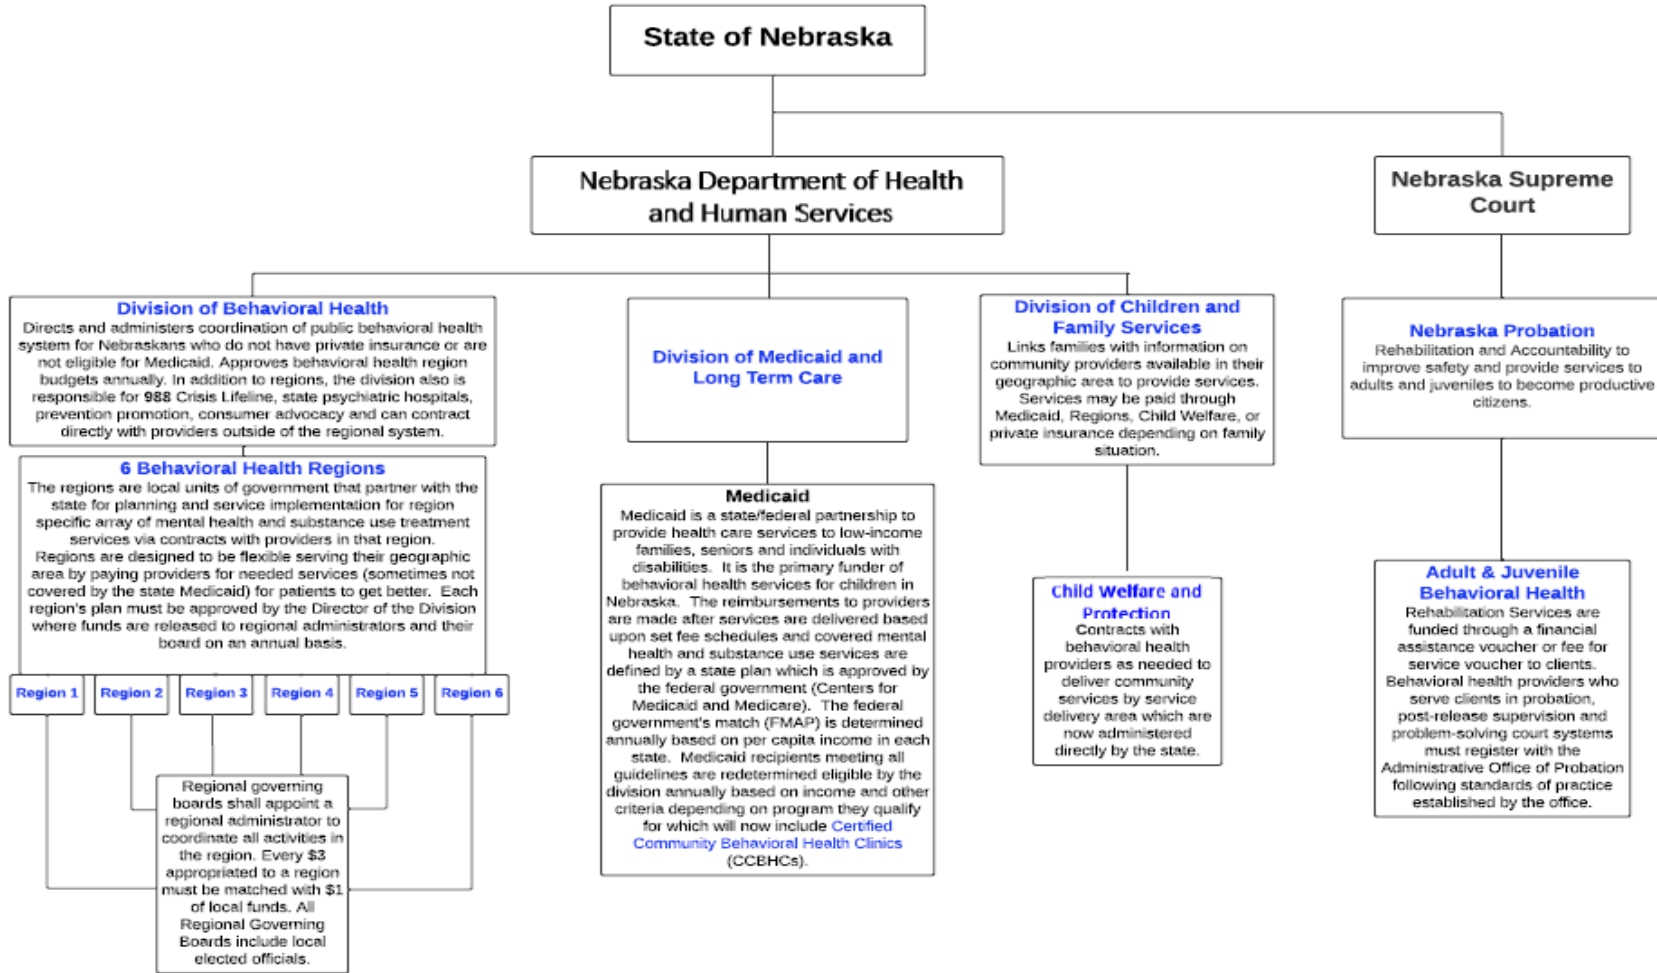 State of Nebraska
Nebraska Department of Health
and Human Services
Nebraska Supreme
Court
Division of Behavioral Health
Directs and administers coordination of public behavioral health
system for Nebraskans who do not have private insurance or are
not eligible for Medicaid. Approves behavioral health region
budgets annually. In addition to regions, the division also is
responsible for 988 Crisis Lifeline, state psychiatric hospitals,
prevention promotion, consumer advocacy and can contract
directly with providers outside of the regional system.
6 Behavioral Health Regions
The regions are local units of government that partner with the
state for planning and service implementation for region
specific array of mental health and substance use treatment
services via contracts with providers in that region.
Regions are designed to be flexible serving their geographic
area by paying providers for needed services (sometimes not
covered by the state Medicaid) for patients to get better. Each
region's plan must be approved by the Director of the Division
where funds are released to regional administrators and their
board on an annual basis.
Region 1
Region 2
Region 3
Region 4
Region 5
Region 6
Regional governing
boards shall appoint a
regional administrator to
coordinate all activities in
the region. Every $3
appropriated to a region
must be matched with $1
of local funds. All
Regional Governing
Boards include local
elected officials.
Division of Medicaid and
Long Term Care
Medicaid
Medicaid is a state/federal partnership to
provide health care services to low-income
families, seniors and individuals with
disabilities. It is the primary funder of
behavioral health services for children in
Nebraska. The reimbursements to providers
are made after services are delivered based
upon set fee schedules and covered mental
health and substance use services are
defined by a state plan which is approved by
the federal government (Centers for
Medicaid and Medicare). The federal
government's match (FMAP) is determined
annually based on per capita income in each
state. Medicaid recipients meeting all
guidelines are redetermined eligible by the
division annually based on income and other
criteria depending on program they qualify
for which will now include Certified
Community Behavioral Health Clinics
(CCBHCs).
Division of Children and
Family Services
Links families with information on
community providers available in their
geographic area to provide services.
Services may be paid through
Medicaid, Regions, Child Welfare, or
private insurance depending on family
situation.
Child Welfare and
Protection
Contracts with
behavioral health
providers as needed to
deliver community
services by service
delivery area which are
now administered
directly by the state.
Nebraska Probation
Rehabilitation and Accountability to
improve safety and provide services to
adults and juveniles to become productive
citizens.
Adult & Juvenile
Behavioral Health
Rehabilitation Services are
funded through a financial
assistance voucher or fee for
service voucher to clients.
Behavioral health providers who
serve clients in probation,
post-release supervision and
problem-solving court systems
must register with the
Administrative Office of Probation
following standards of practice
established by the office.